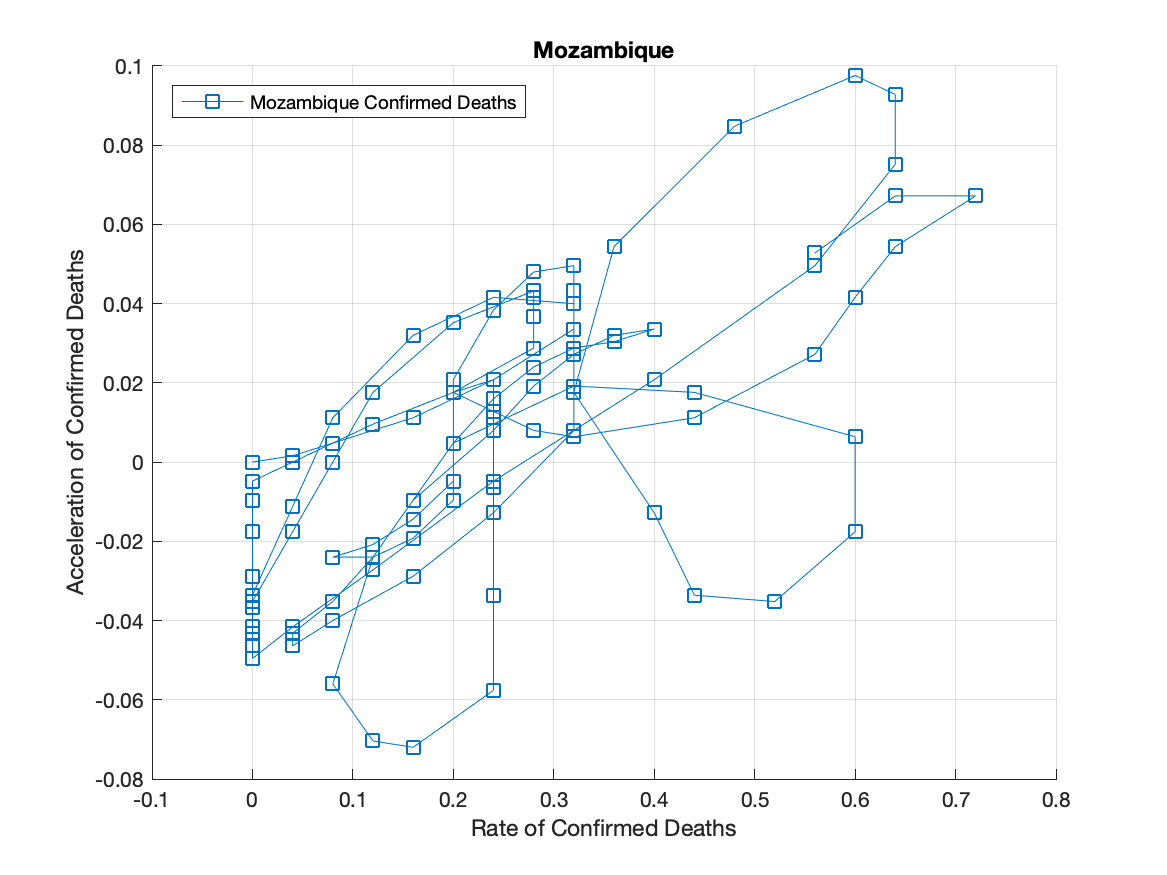 Mozambique
Mozambique Confirmed Deaths
0.1
0.08
0.06
0.04
0.02
0
-0.02
-0.04
-0.06
-0.08
Acceleration of Confirmed Deaths
-0.1 0 0.1 0.2 0.3 0.4 0.5 0.6 0.7 0.8
Rate of Confirmed Deaths